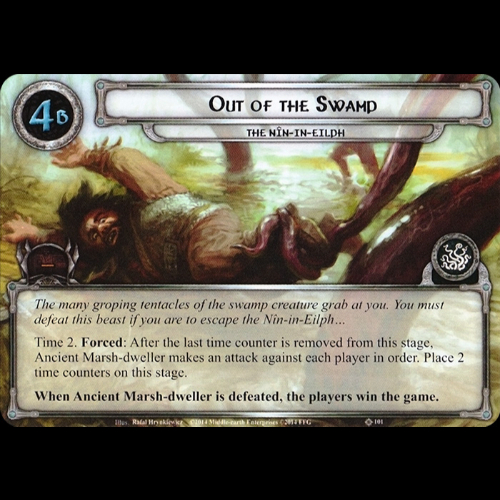 4B
OUT OF THE SWAMP
THE NÎN-IN-EILPH
The many groping tentacles of the swamp creature grab at you. You must
defeat this beast if you are to escape the Nîn-in-Eilph…
Time 2. Forced: After the last time counter is removed from this stage,
Ancient Marsh-dweller makes an attack against each player in order. Place 2
time counters on this stage.
When Ancient Marsh-dweller is defeated, the players win the game.
Illus. Rafał Hrynkiewicz ©2014 Middle-earth Enterprises ©2014 FFG 101